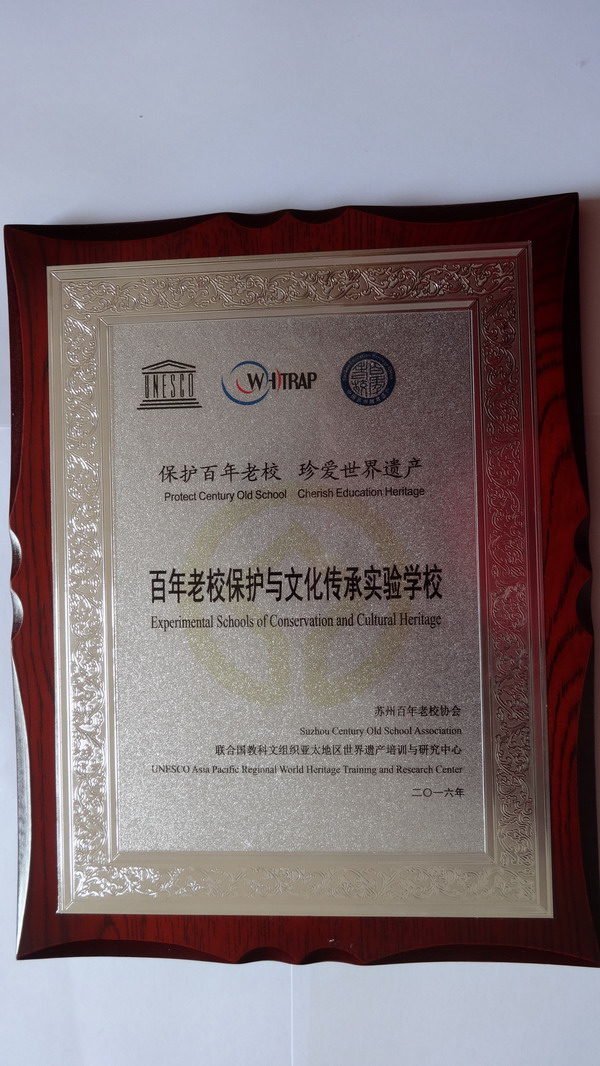 UNESCO
WHITRAP
保护百年老校 珍爱世界遗产
Protect Century Old School Cherish Education Heritage
百年老校保护与文化传承实验学校
Experimental Schools of Conservation and Cultural Heritage
苏州百年老校协会
Suzhou Century Old School Association
联合国教科文组织亚太地区世界遗产培训与研究中心
UNESCO Asia Pacific Regional World Heritage Training and Research Center
二〇一六年